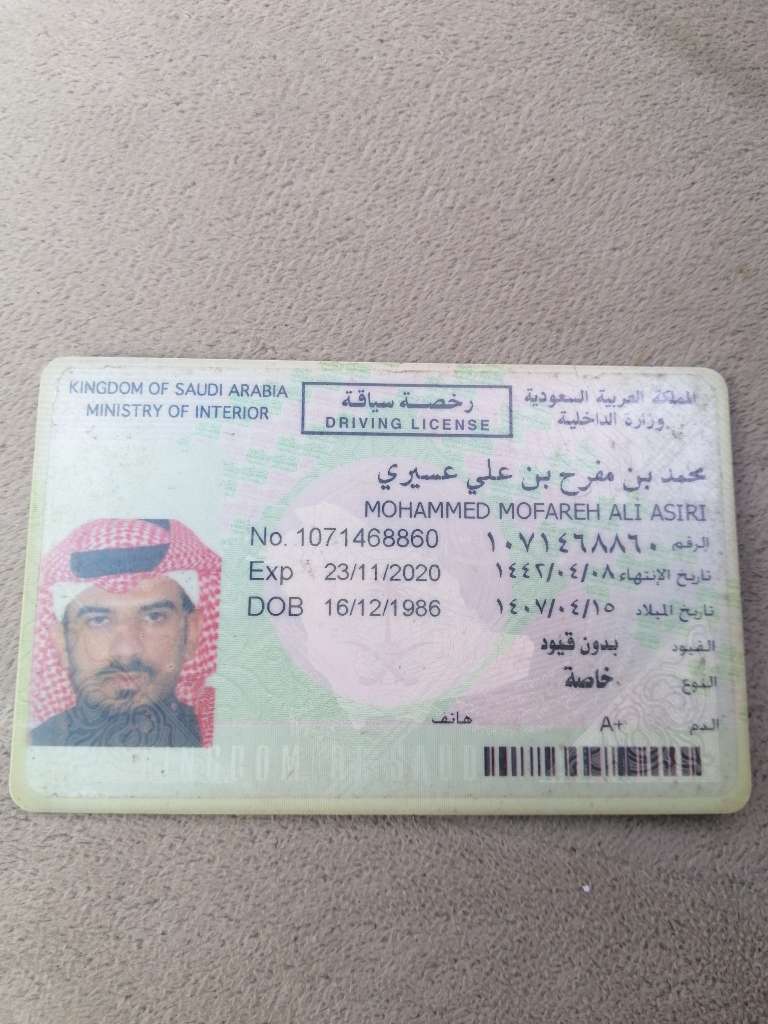 KINGDOM OF SAUDI ARABIA
MINISTRY OF INTERIOR
رخصة سياقة
DRIVING LICENSE
المملكة العربية السعودية
وزارة الداخلية
محمد بن مفرح بن علي عسيري
MOHAMMED MOFAREH ALI ASIRI
No. 1071468860 الرقم ١٠٧١٤٦٨٨٦٠
Exp 23/11/2020 تاريخ الإنتهاء ١٤٤٢/٠٤/٠٨
DOB 16/12/1986 تاريخ الميلاد ١٤٠٧/٠٤/١٥
القيود بدون قيود
النوع خاصة
الدم A+ هاتف
KINGDOM OF SAUD